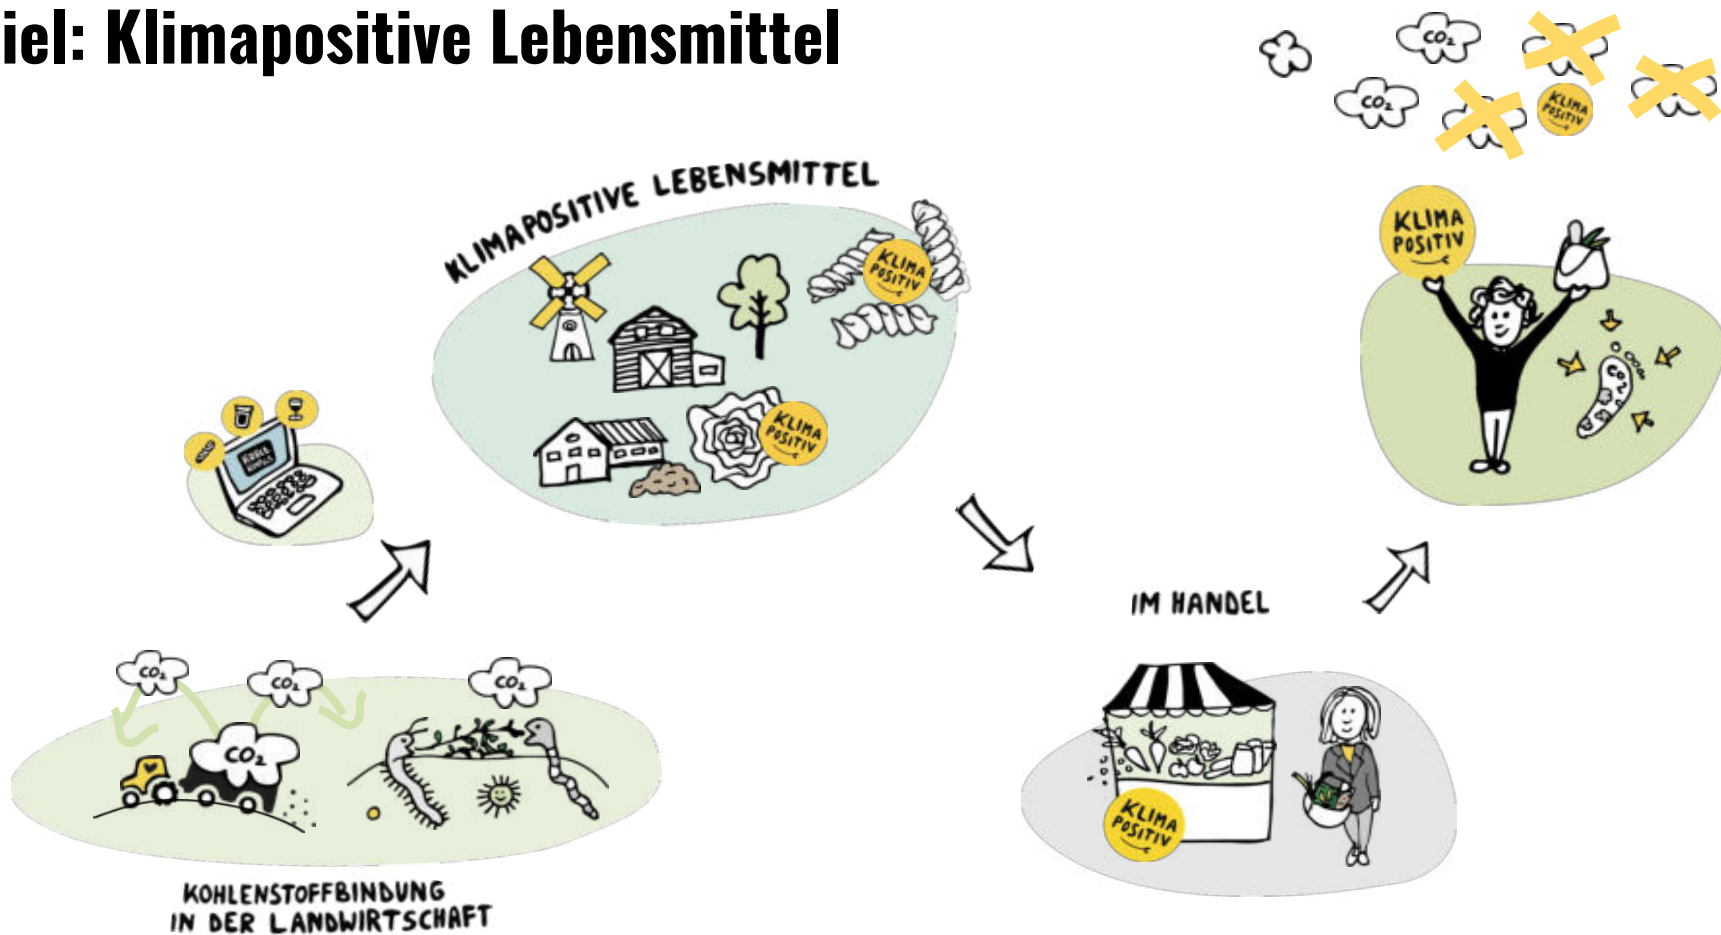 iel: Klimapositive Lebensmittel
CO₂
CO₂
KLIMA
POSITIV
KLIMAPOSITIVE LEBENSMITTEL
KLIMA
POSITIV
KLIMA
POSITIV
KLIMA
POSITIV
CO₂
IM HANDEL
CO₂
CO₂
CO₂
CO₂
KLIMA
POSITIV
KOHLENSTOFFBINDUNG
IN DER LANDWIRTSCHAFT